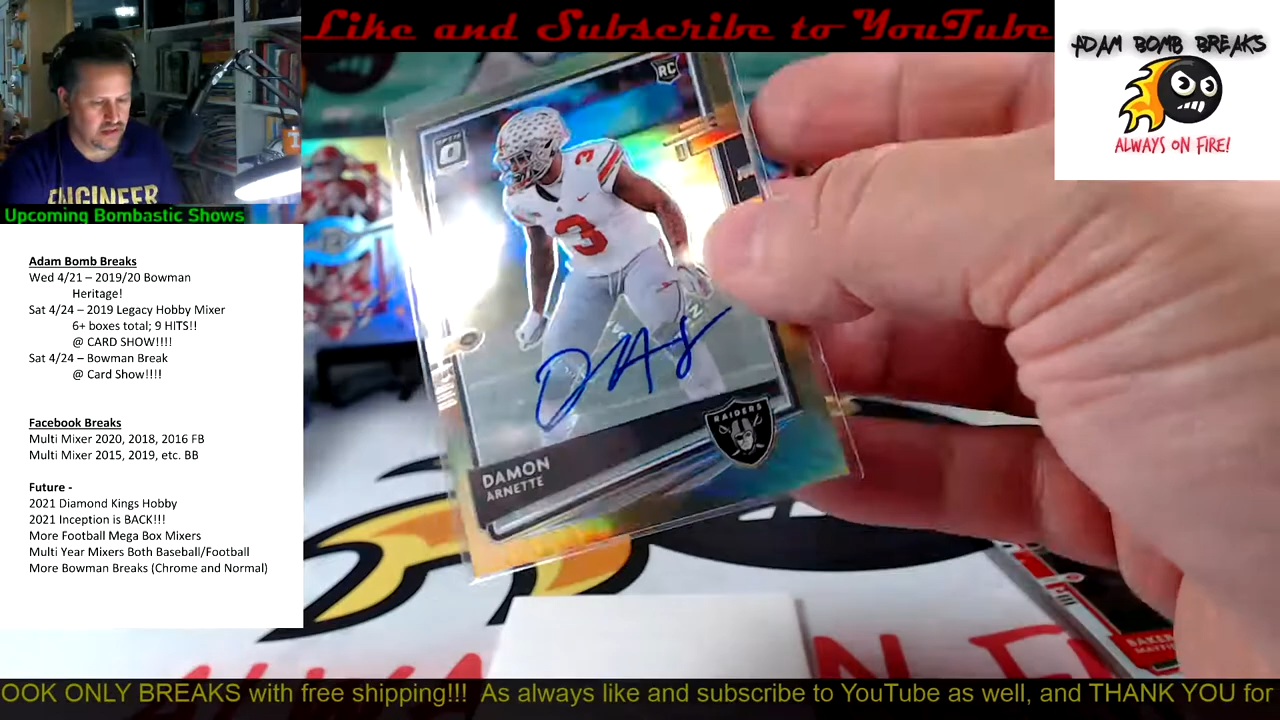 Like and Subscribe to YouTube
ADAM BOMB BREAKS
ALWAYS ON FIRE!
ENGINEER
T
Upcoming Bombastic Shows
Adam Bomb Breaks
Wed 4/21 – 2019/20 Bowman
Heritage!
Sat 4/24 – 2019 Legacy Hobby Mixer
6+ boxes total; 9 HITS!!
@ CARD SHOW!!!!
Sat 4/24 – Bowman Break
@ Card Show!!!!
Facebook Breaks
Multi Mixer 2020, 2018, 2016 FB
Multi Mixer 2015, 2019, etc. BB
Future -
2021 Diamond Kings Hobby
2021 Inception is BACK!!!
More Football Mega Box Mixers
Multi Year Mixers Both Baseball/Football
More Bowman Breaks (Chrome and Normal)
RC
OPTIC
3
3
RAIDERS
DAMON
ARNETTE
BAKER
OOK ONLY BREAKS with free shipping!!! As always like and subscribe to YouTube as well, and THANK YOU for